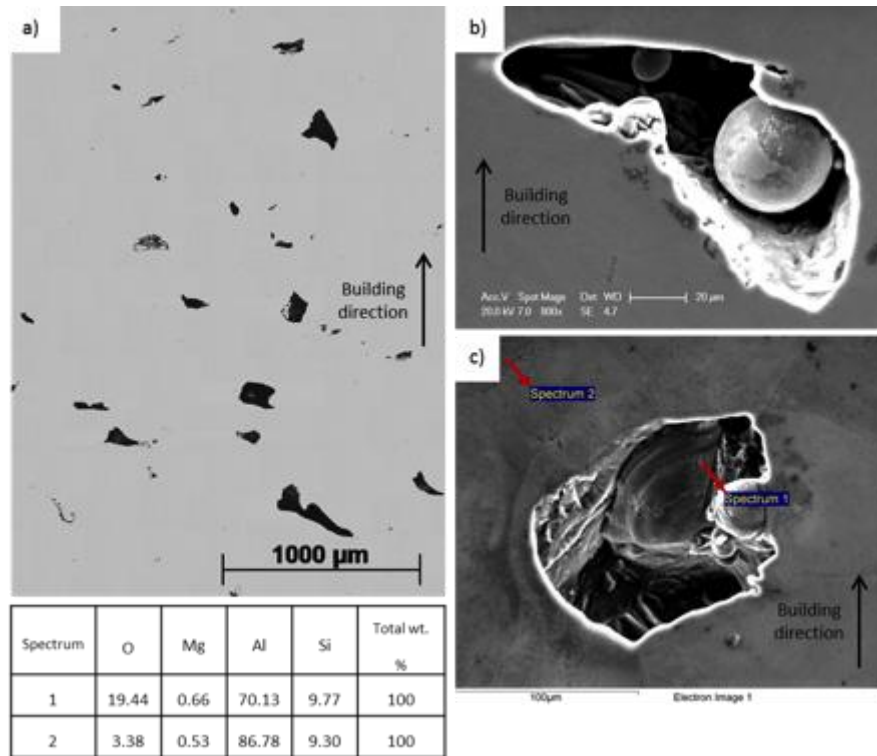 a)
Building
direction
1000 µm
Spectrum
O
Mg
Al
Si
Total wt.
%
1
19.44
0.66
70.13
9.77
100
2
3.38
0.53
86.78
9.30
100
b)
Building
direction
Acc.V Spot Magn Det WD
20.0 kV 7.0 800x SE 4.7
20 µm
c)
Spectrum 2
Spectrum 1
Building
direction
100µm
Electron Image 1